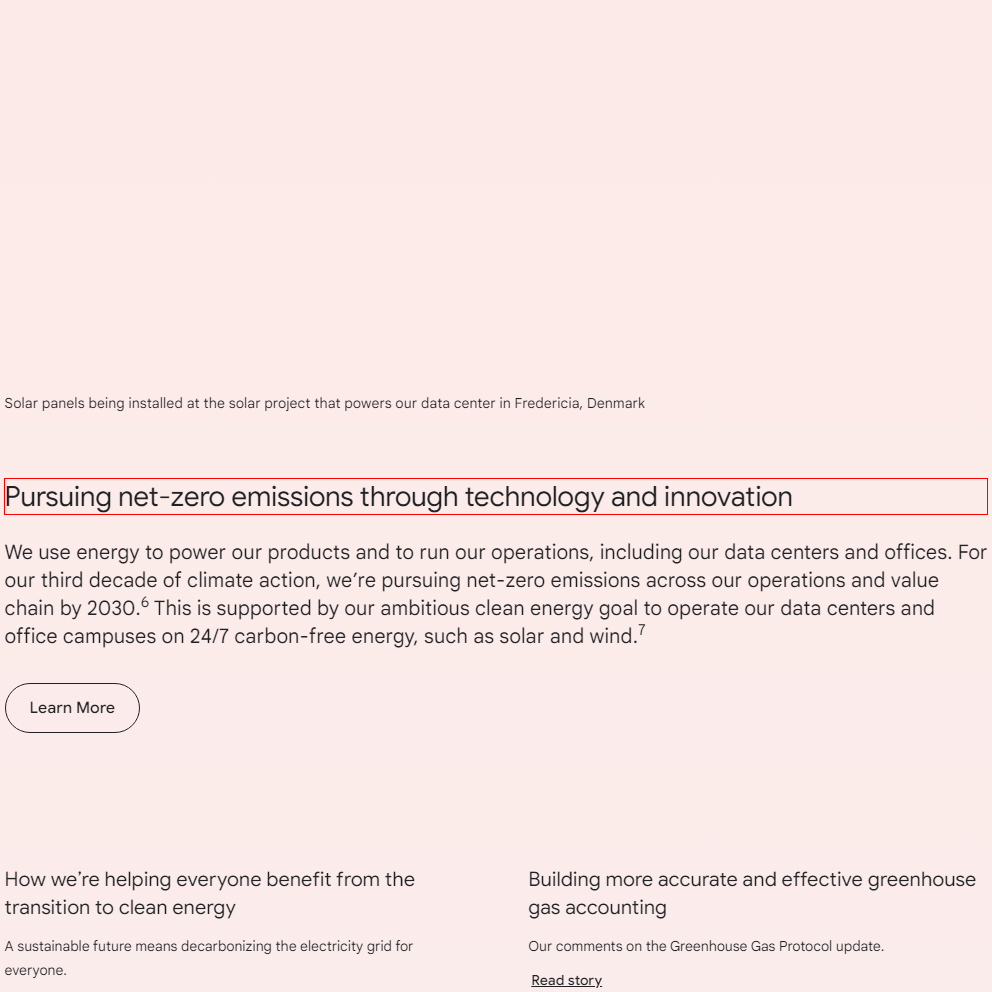 Solar panels being installed at the solar project that powers our data center in Fredericia, Denmark
Pursuing net-zero emissions through technology and innovation
We use energy to power our products and to run our operations, including our data centers and offices. For
our third decade of climate action, we’re pursuing net-zero emissions across our operations and value
chain by 2030.6 This is supported by our ambitious clean energy goal to operate our data centers and
office campuses on 24/7 carbon-free energy, such as solar and wind.7
Learn More
How we’re helping everyone benefit from the
transition to clean energy
A sustainable future means decarbonizing the electricity grid for
everyone.
Building more accurate and effective greenhouse
gas accounting
Our comments on the Greenhouse Gas Protocol update.
Read story